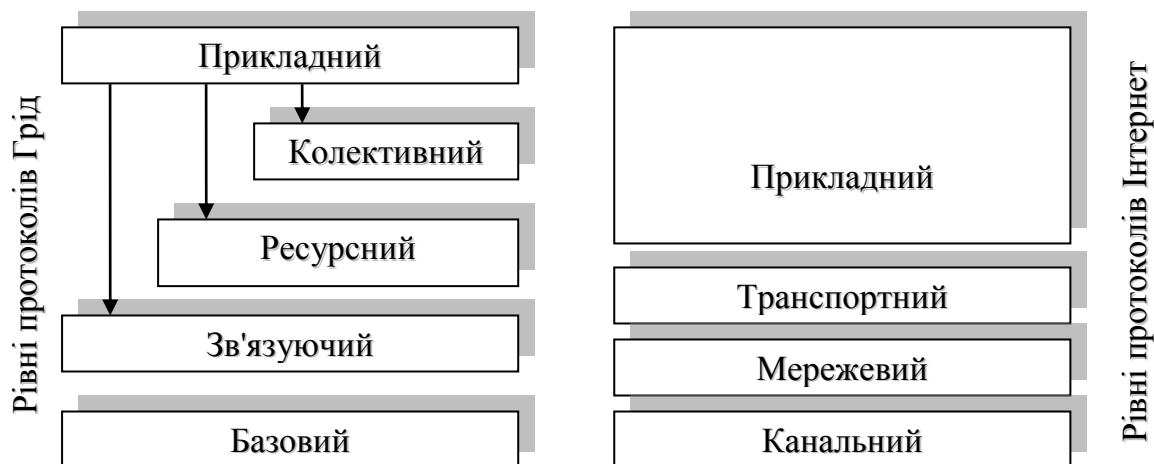 Рівні протоколів Грід
Прикладний
Колективний
Ресурсний
Зв'язуючий
Базовий
Прикладний
Транспортний
Мережевий
Канальний
Рівні протоколів Інтернет